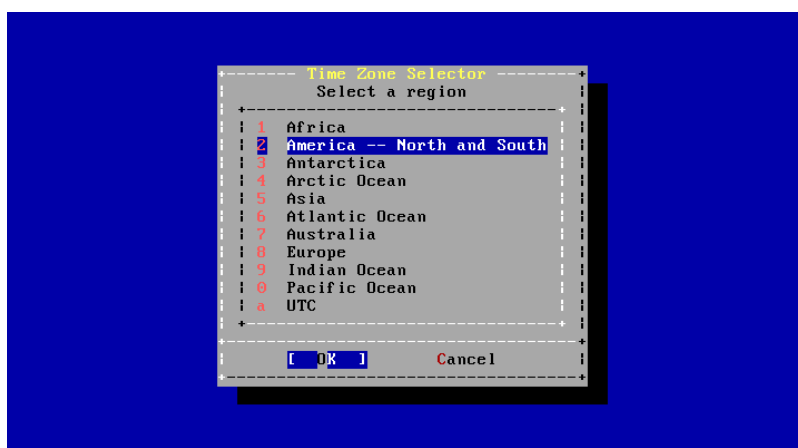 Time Zone Selector
Select a region
1 Africa
2 America -- North and South
3 Antarctica
4 Arctic Ocean
5 Asia
6 Atlantic Ocean
7 Australia
8 Europe
9 Indian Ocean
0 Pacific Ocean
a UTC
[ OK ] Cancel